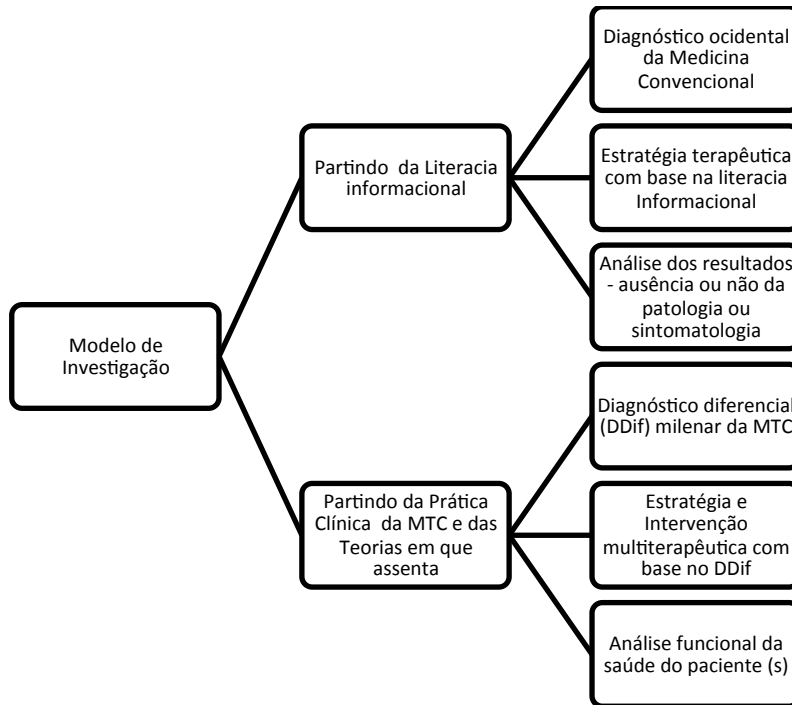 Modelo de
Investigação
Partindo da Literacia
informacional
Diagnóstico ocidental
da Medicina
Convencional
Estratégia terapêutica
com base na literacia
Informacional
Análise dos resultados
- ausência ou não da
patologia ou
sintomatologia
Partindo da Prática
Clínica da MTC e das
Teorias em que
assenta
Diagnóstico diferencial
(DDif) milenar da MTC
Estratégia e
Intervenção
multiterapêutica com
base no DDif
Análise funcional da
saúde do paciente (s)